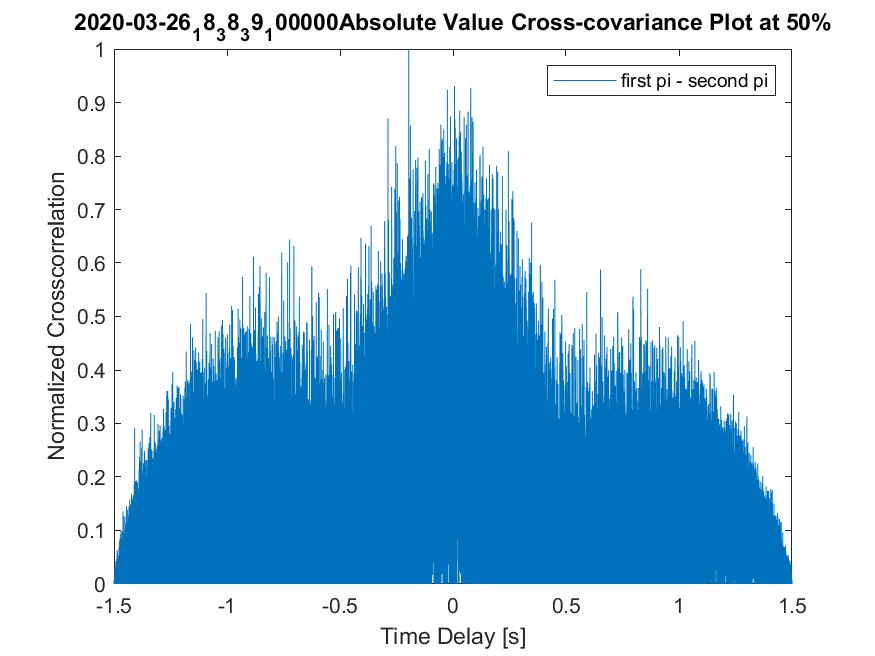 2020-03-26₁8₃8₃9₁00000Absolute Value Cross-covariance Plot at 50%
1
first pi - second pi
0.9
0.8
0.7
0.6
0.5
0.4
0.3
0.2
0.1
0
Normalized Crosscorrelation
-1.5 -1 -0.5 0 0.5 1 1.5
Time Delay [s]